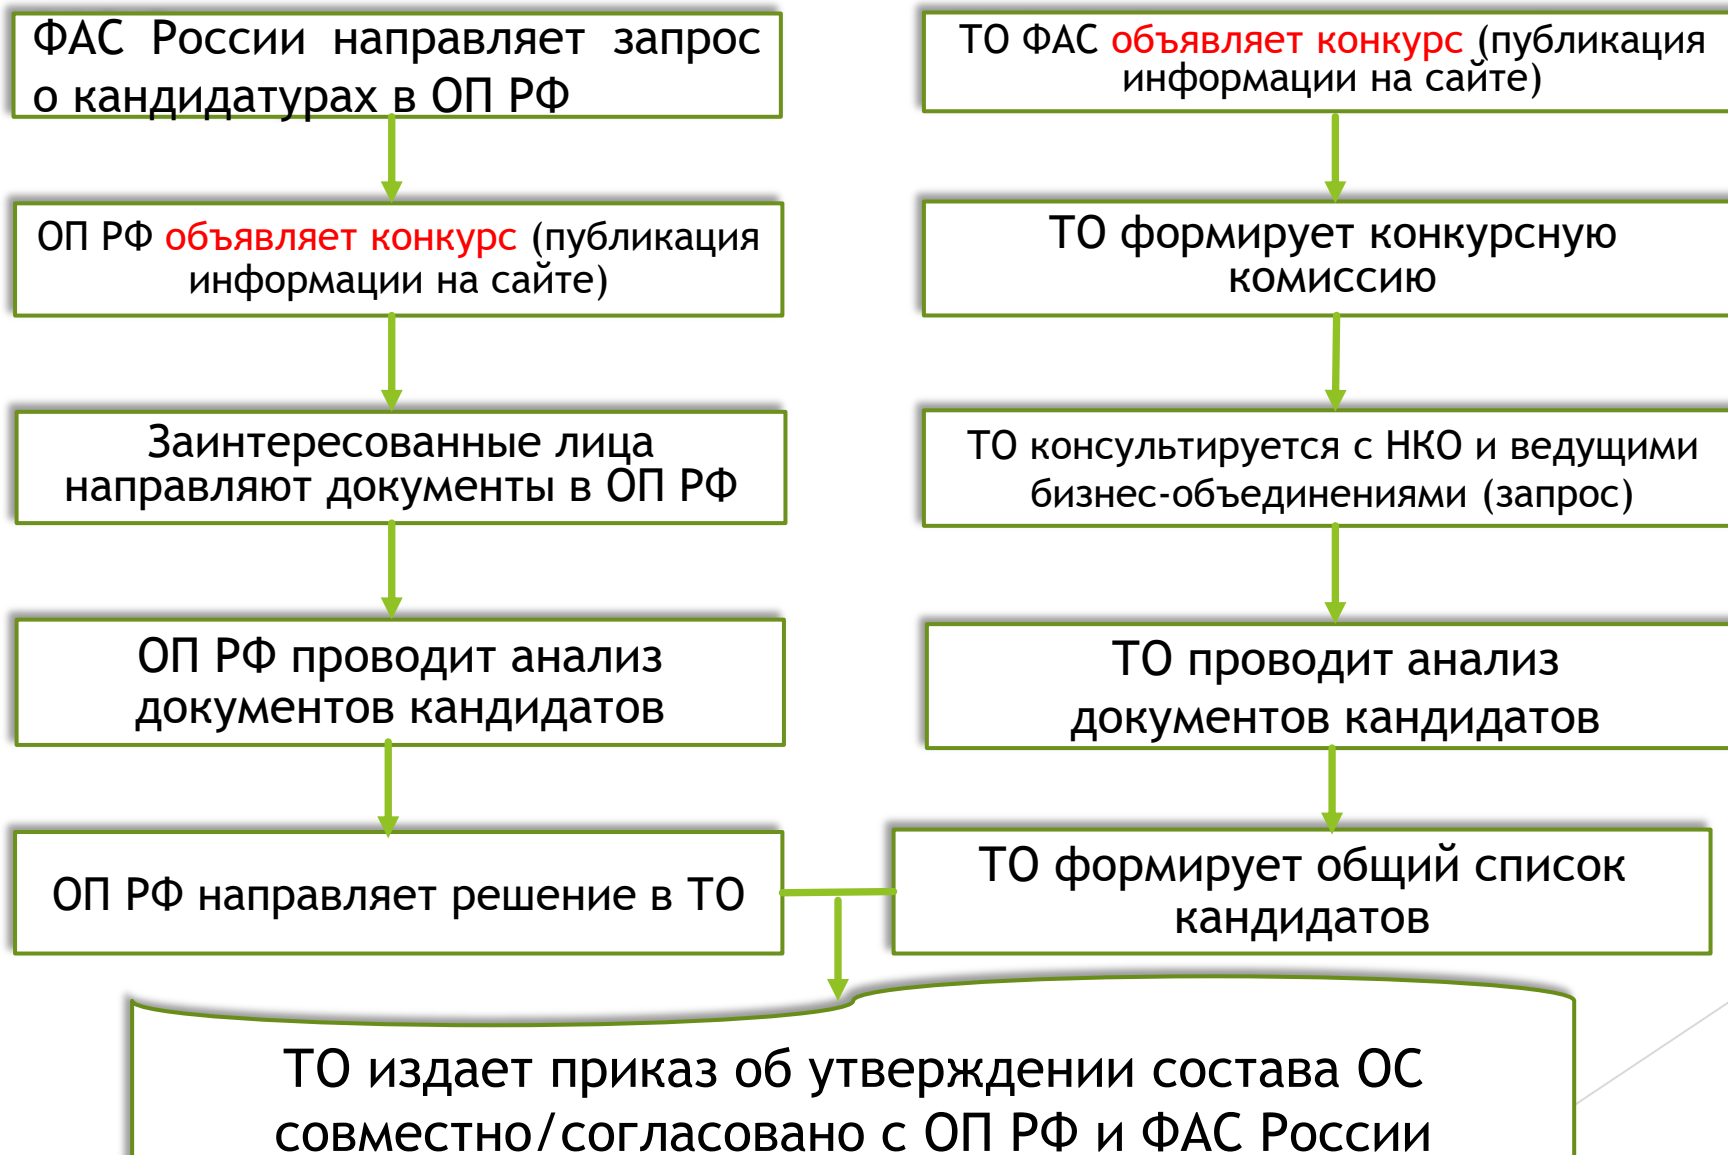 ФАС России направляет запрос
о кандидатурах в ОП РФ
ОП РФ объявляет конкурс (публикация
информации на сайте)
Заинтересованные лица
направляют документы в ОП РФ
ОП РФ проводит анализ
документов кандидатов
ОП РФ направляет решение в ТО
ТО ФАС объявляет конкурс (публикация
информации на сайте)
ТО формирует конкурсную
комиссию
ТО консультируется с НКО и ведущими
бизнес-объединениями (запрос)
ТО проводит анализ
документов кандидатов
ТО формирует общий список
кандидатов
ТО издает приказ об утверждении состава ОС
совместно/согласовано с ОП РФ и ФАС России